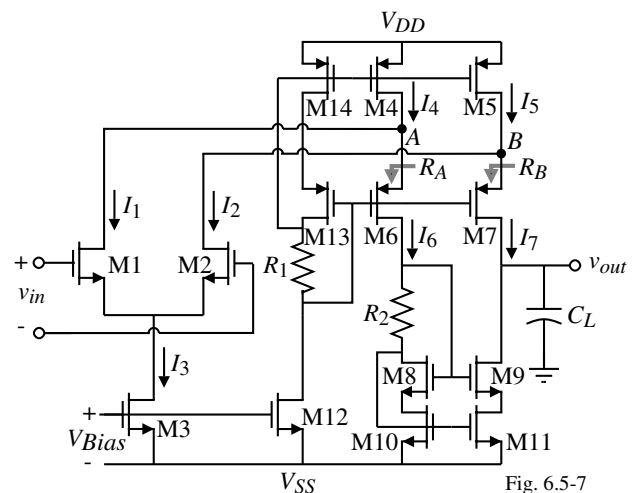 V_DD
M14
M4
I_4
M5
I_5
A
B
R_A
R_B
I_1
I_2
M13
M6
I_6
M7
I_7
+
M1
M2
R_1
v_out
v_in
R_2
C_L
-
I_3
M8
M9
+
M3
M12
V_Bias
M10
M11
-
V_SS
Fig. 6.5-7